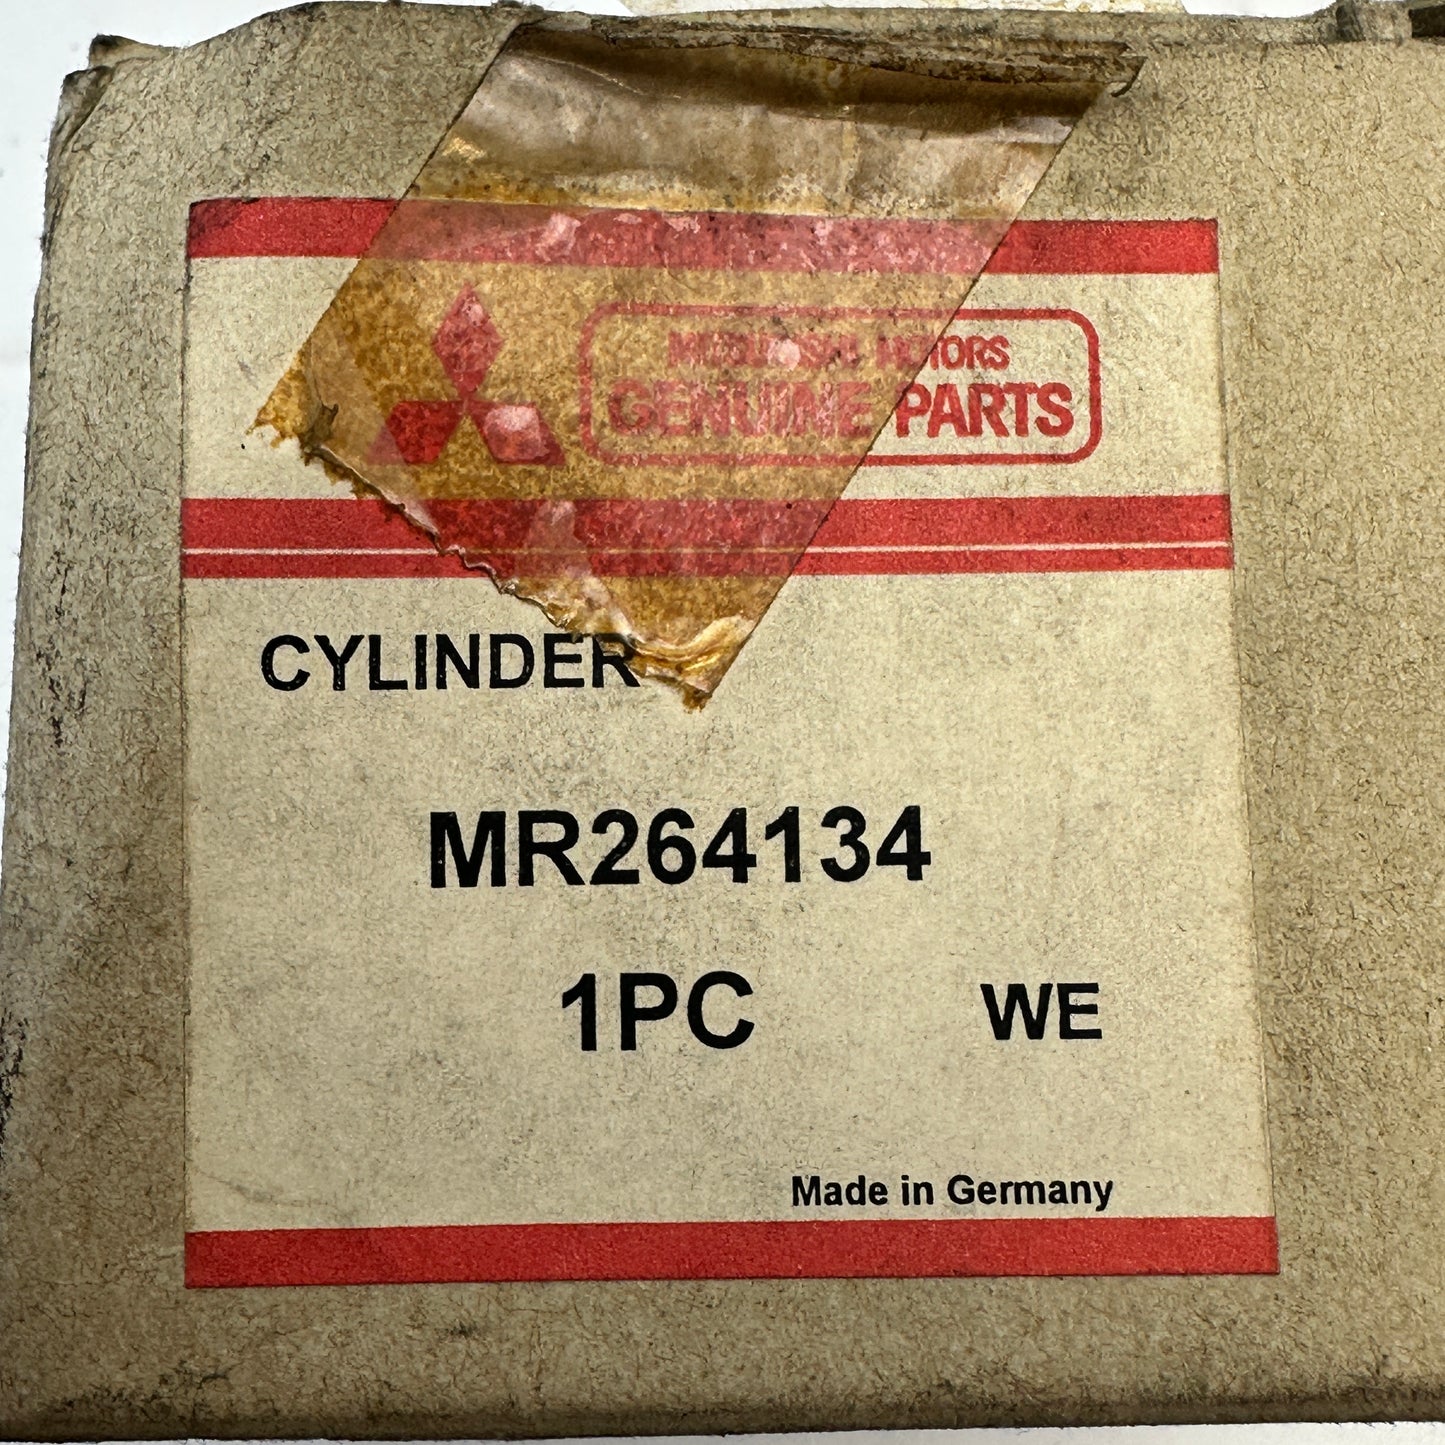 MITSUBISHI MOTORS
GENUINE PARTS
CYLINDER
MR264134
1PC WE
Made in Germany